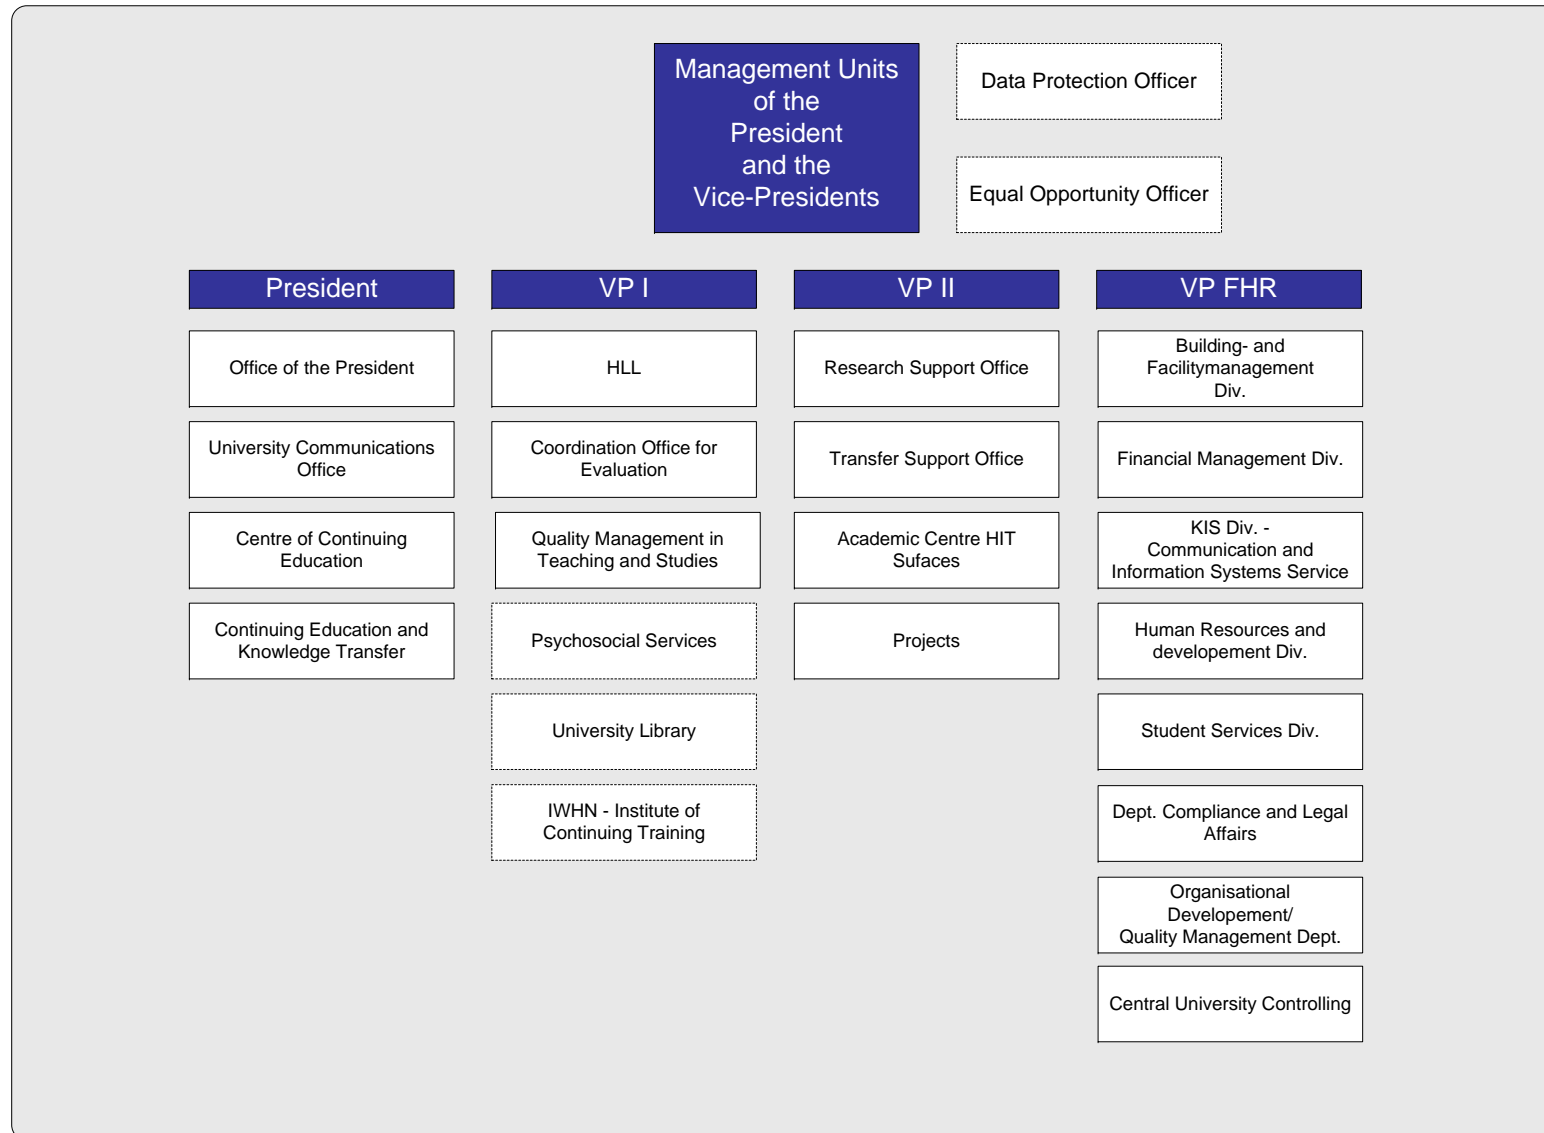 Management Units
of the
President
and the
Vice-Presidents
Data Protection Officer
Equal Opportunity Officer
President
Office of the President
University Communications
Office
Centre of Continuing
Education
Continuing Education and
Knowledge Transfer
VP I
HLL
Coordination Office for
Evaluation
Quality Management in
Teaching and Studies
Psychosocial Services
University Library
IWHN - Institute of
Continuing Training
VP II
Research Support Office
Transfer Support Office
Academic Centre HIT
Sufaces
Projects
VP FHR
Building- and
Facilitymanagement
Div.
Financial Management Div.
KIS Div. -
Communication and
Information Systems Service
Human Resources and
developement Div.
Student Services Div.
Dept. Compliance and Legal
Affairs
Organisational
Developement/
Quality Management Dept.
Central University Controlling